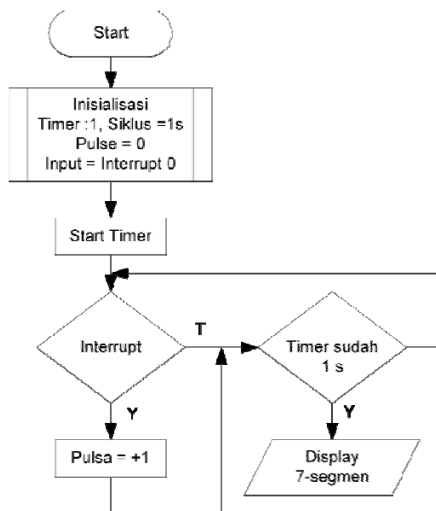 Start
Inisialisasi
Timer :1, Siklus =1s
Pulse = 0
Input = Interrupt 0
Start Timer
Interrupt
T
Timer sudah
1 s
Y
Y
Pulsa = +1
Display
7-segmen